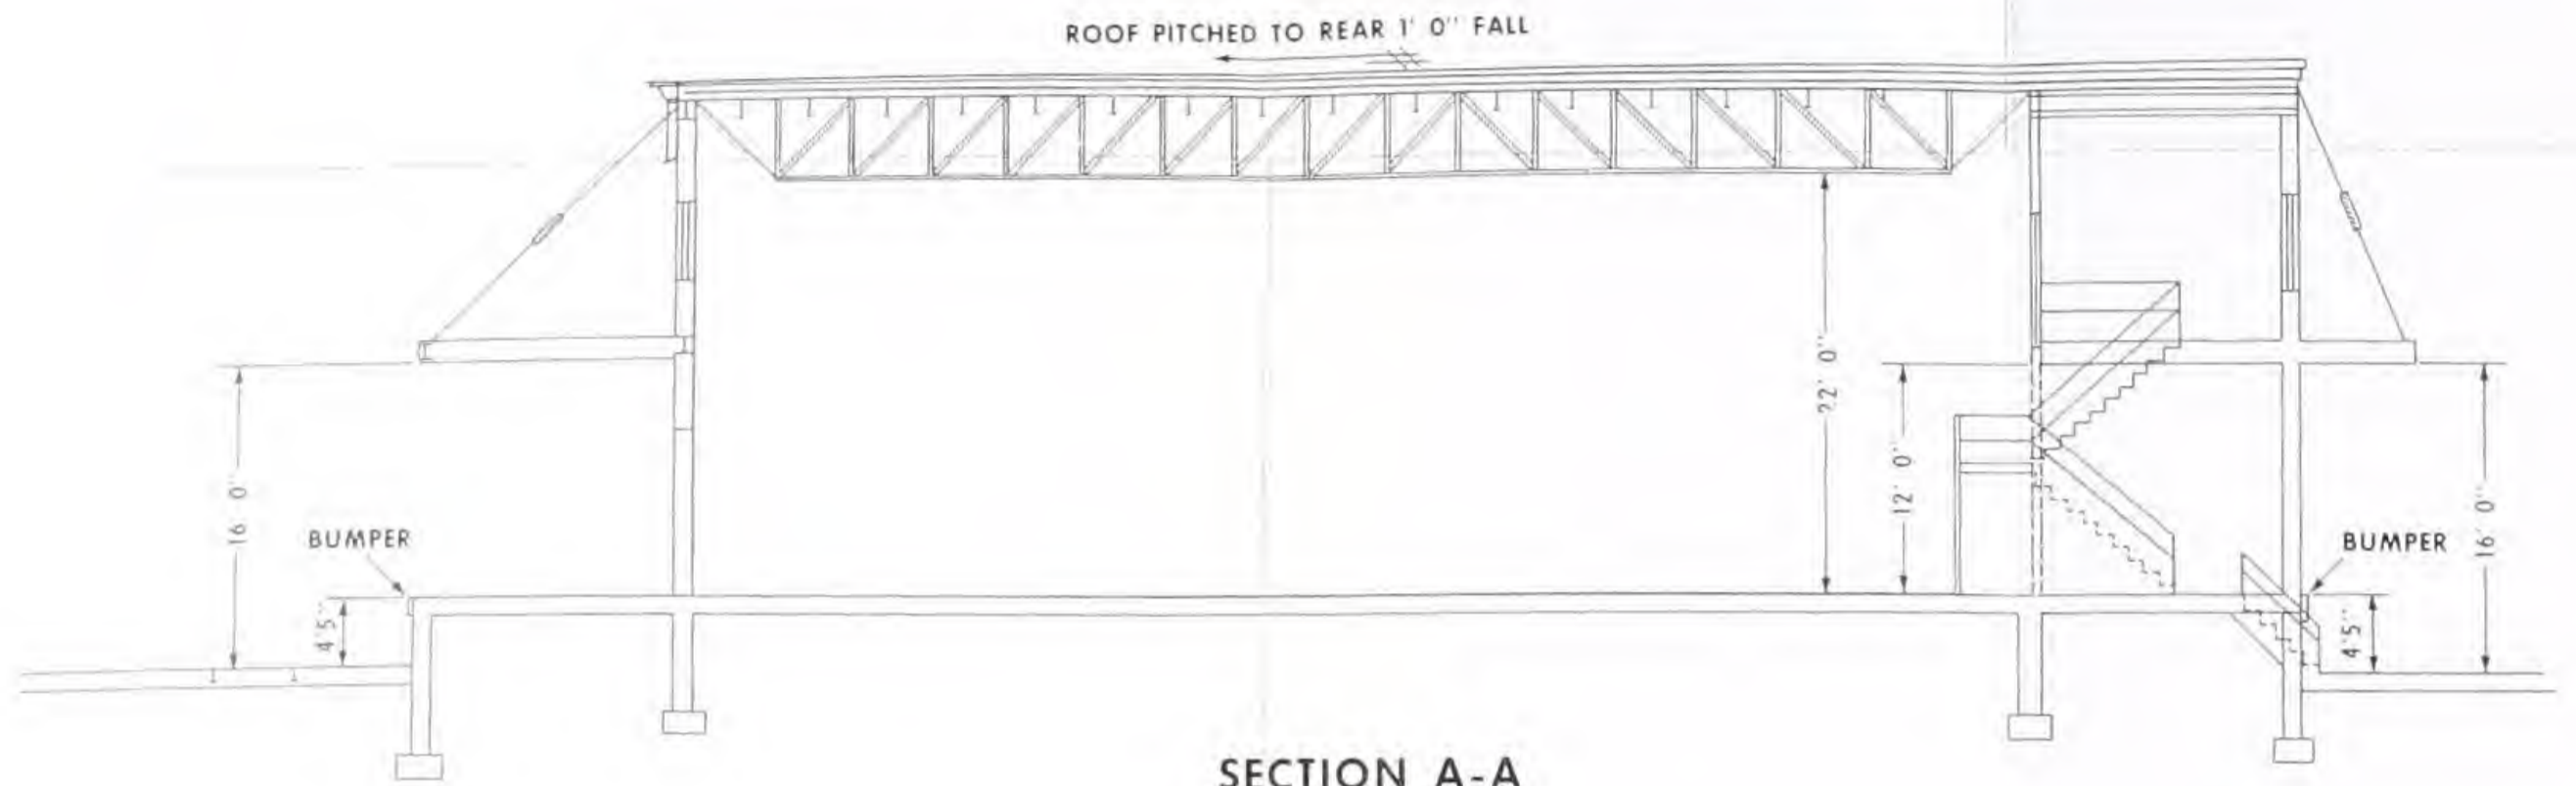 ROOF PITCHED TO REAR 1' 0" FALL
22' 0"
12' 0"
16' 0"
16' 0"
BUMPER
BUMPER
4'5"
4'5"
SECTION A-A